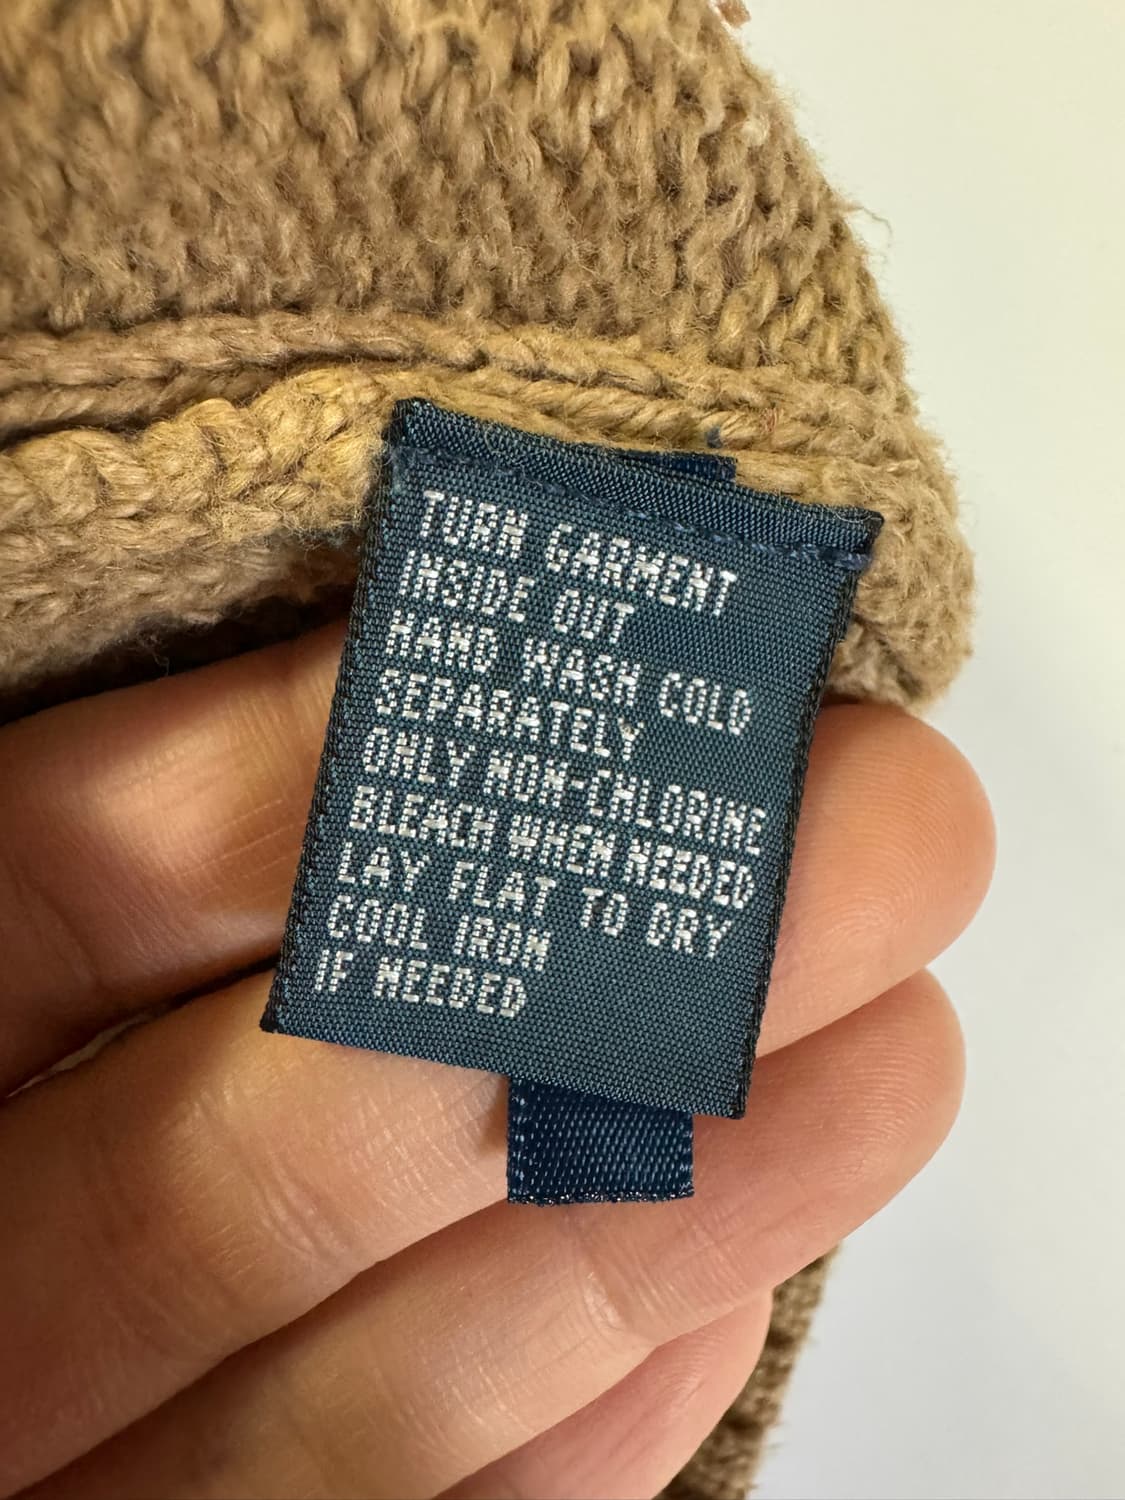 TURN GARMENT
INSIDE OUT
HAND WASH COLD
SEPARATELY
ONLY NON-CHLORINE
BLEACH WHEN NEEDED
LAY FLAT TO DRY
COOL IRON
IF NEEDED